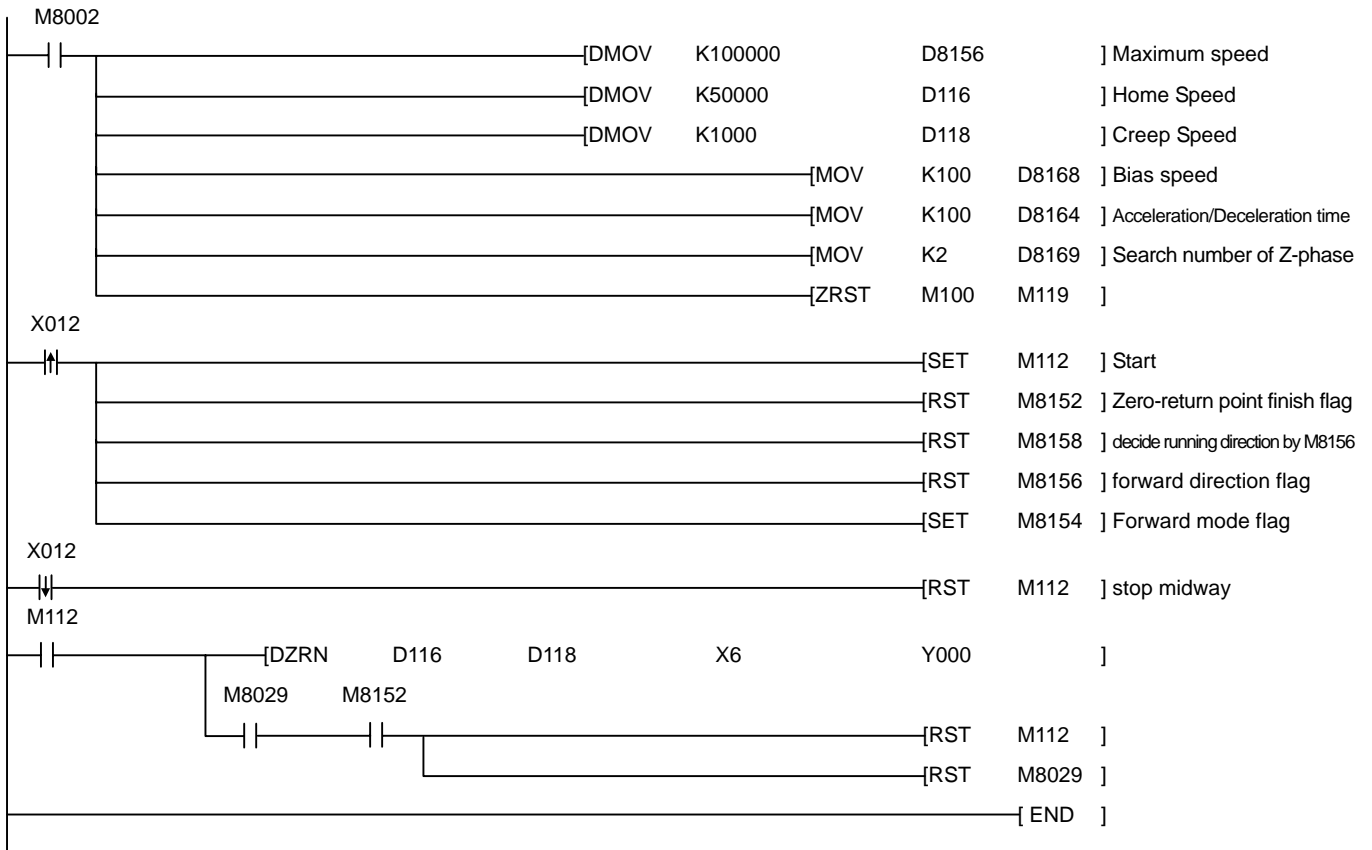 M8002
[DMOV K100000 D8156 ] Maximum speed
[DMOV K50000 D116 ] Home Speed
[DMOV K1000 D118 ] Creep Speed
[MOV K100 D8168 ] Bias speed
[MOV K100 D8164 ] Acceleration/Deceleration time
[MOV K2 D8169 ] Search number of Z-phase
[ZRST M100 M119 ]
X012
[SET M112 ] Start
[RST M8152 ] Zero-return point finish flag
[RST M8158 ] decide running direction by M8156
[RST M8156 ] forward direction flag
[SET M8154 ] Forward mode flag
X012
[RST M112 ] stop midway
M112
[DZRN D116 D118 X6 Y000 ]
M8029 M8152
[RST M112 ]
[RST M8029 ]
[ END ]